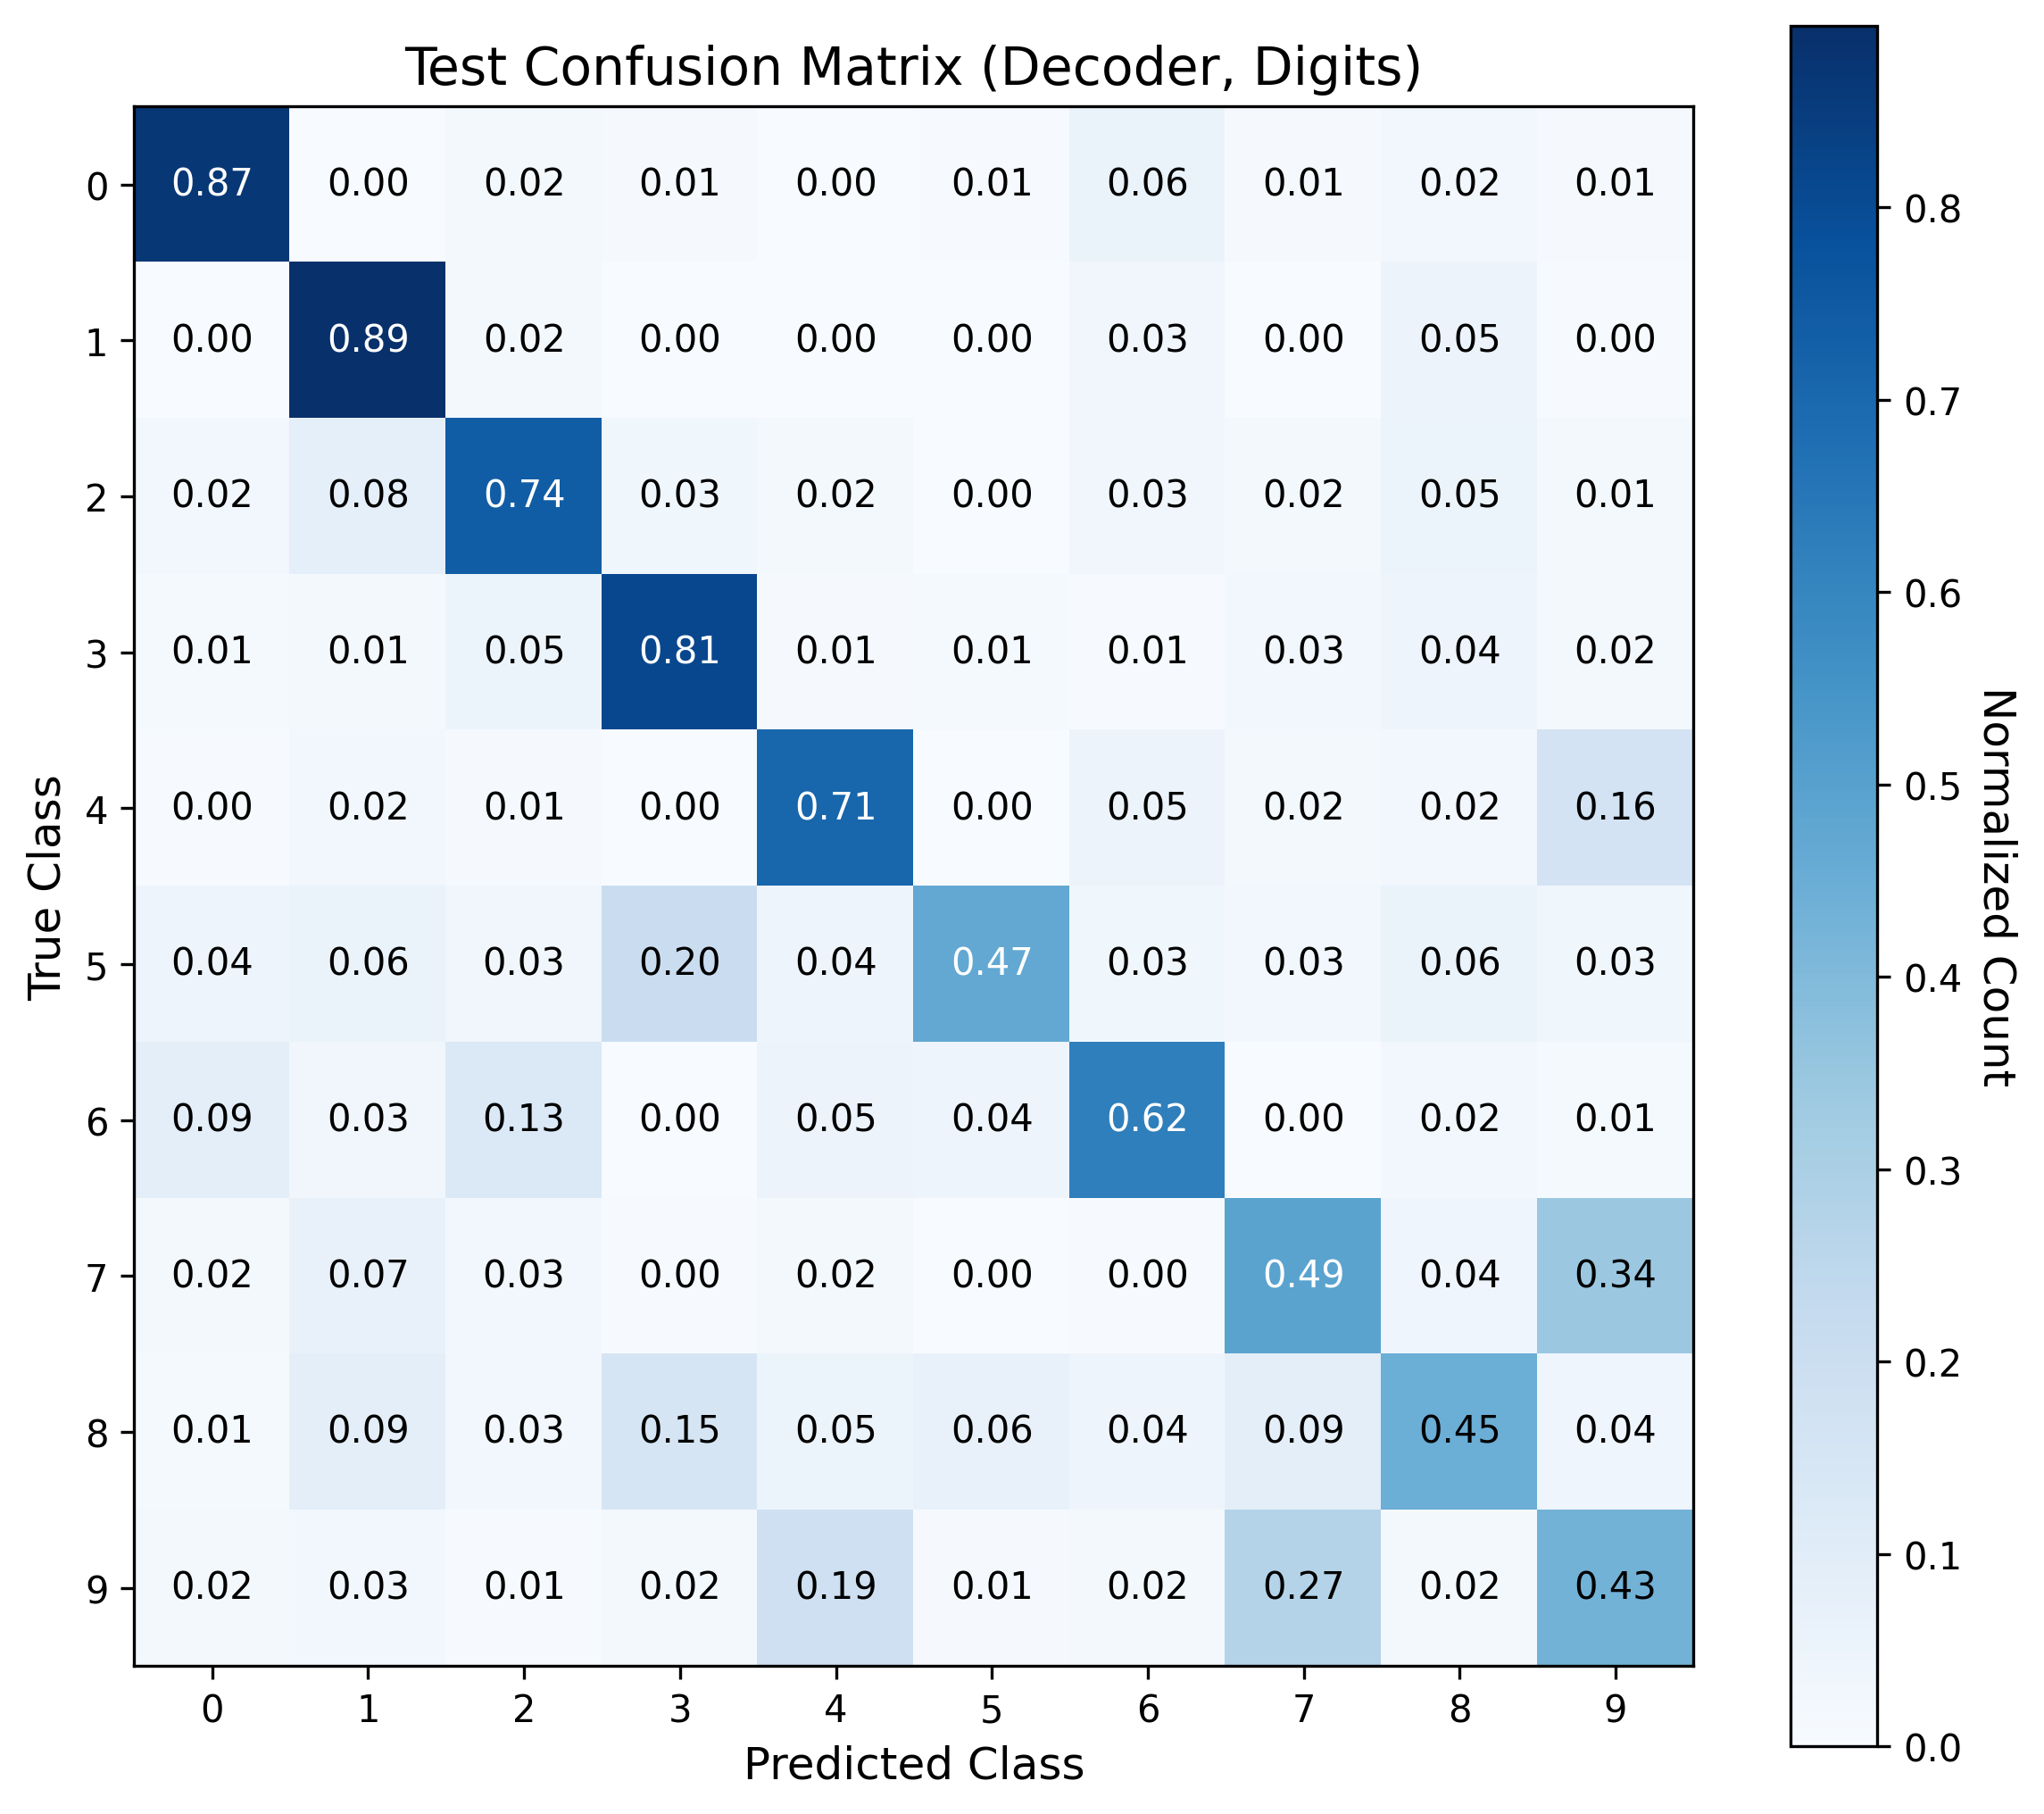 Test Confusion Matrix (Decoder, Digits)
0 0.87 0.00 0.02 0.01 0.00 0.01 0.06 0.01 0.02 0.01
1 0.00 0.89 0.02 0.00 0.00 0.00 0.03 0.00 0.05 0.00
2 0.02 0.08 0.74 0.03 0.02 0.00 0.03 0.02 0.05 0.01
3 0.01 0.01 0.05 0.81 0.01 0.01 0.01 0.03 0.04 0.02
4 0.00 0.02 0.01 0.00 0.71 0.00 0.05 0.02 0.02 0.16
5 0.04 0.06 0.03 0.20 0.04 0.47 0.03 0.03 0.06 0.03
6 0.09 0.03 0.13 0.00 0.05 0.04 0.62 0.00 0.02 0.01
7 0.02 0.07 0.03 0.00 0.02 0.00 0.00 0.49 0.04 0.34
8 0.01 0.09 0.03 0.15 0.05 0.06 0.04 0.09 0.45 0.04
9 0.02 0.03 0.01 0.02 0.19 0.01 0.02 0.27 0.02 0.43
0 1 2 3 4 5 6 7 8 9
Predicted Class
True Class
0.8
0.7
0.6
0.5
0.4
0.3
0.2
0.1
0.0
Normalized Count